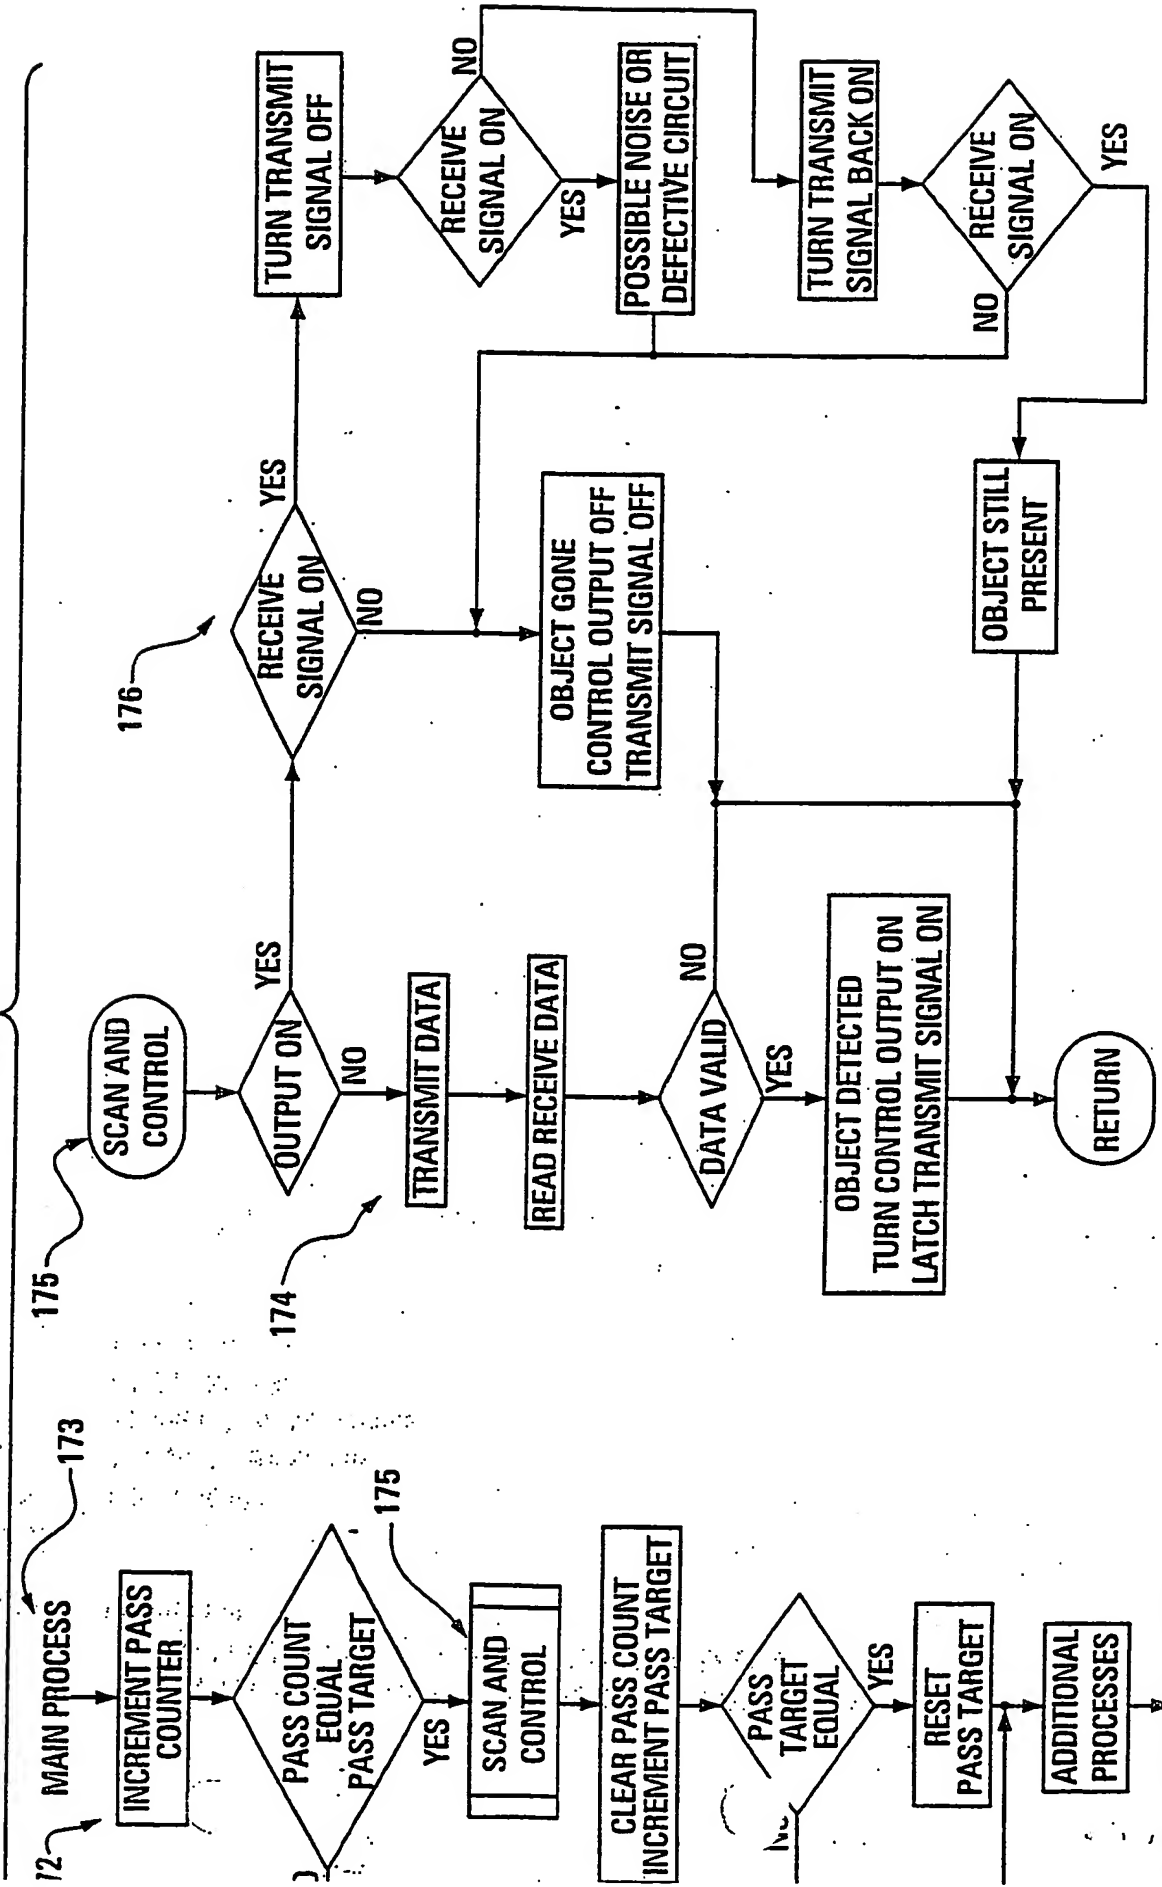 72
MAIN PROCESS
173
INCREMENT PASS
COUNTER
PASS COUNT
EQUAL
PASS TARGET
YES
175
SCAN AND
CONTROL
CLEAR PASS COUNT
INCREMENT PASS TARGET
PASS
TARGET
EQUAL
YES
RESET
PASS TARGET
ADDITIONAL
PROCESSES
175
SCAN AND
CONTROL
OUTPUT ON
YES
NO
174
TRANSMIT DATA
READ RECEIVE DATA
DATA VALID
NO
YES
OBJECT DETECTED
TURN CONTROL OUTPUT ON
LATCH TRANSMIT SIGNAL ON
RETURN
176
RECEIVE
SIGNAL ON
YES
NO
OBJECT GONE
CONTROL OUTPUT OFF
TRANSMIT SIGNAL OFF
OBJECT STILL
PRESENT
TURN TRANSMIT
SIGNAL OFF
RECEIVE
SIGNAL ON
NO
YES
POSSIBLE NOISE OR
DEFECTIVE CIRCUIT
TURN TRANSMIT
SIGNAL BACK ON
RECEIVE
SIGNAL ON
NO
YES